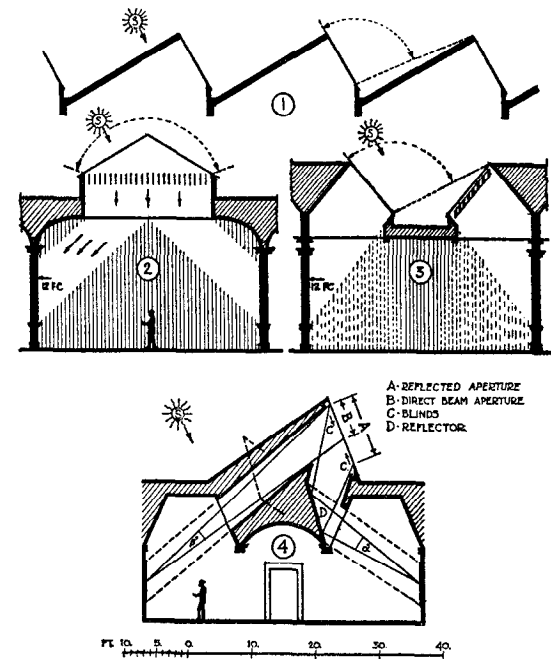 S
1
S
S
2
3
12 FC
12 FC
A - REFLECTED APERTURE
B - DIRECT BEAM APERTURE
C - BLINDS
D - REFLECTOR
S
B
A
C
C
D
4
FT. 10. 5. 0. 10. 20. 30. 40.